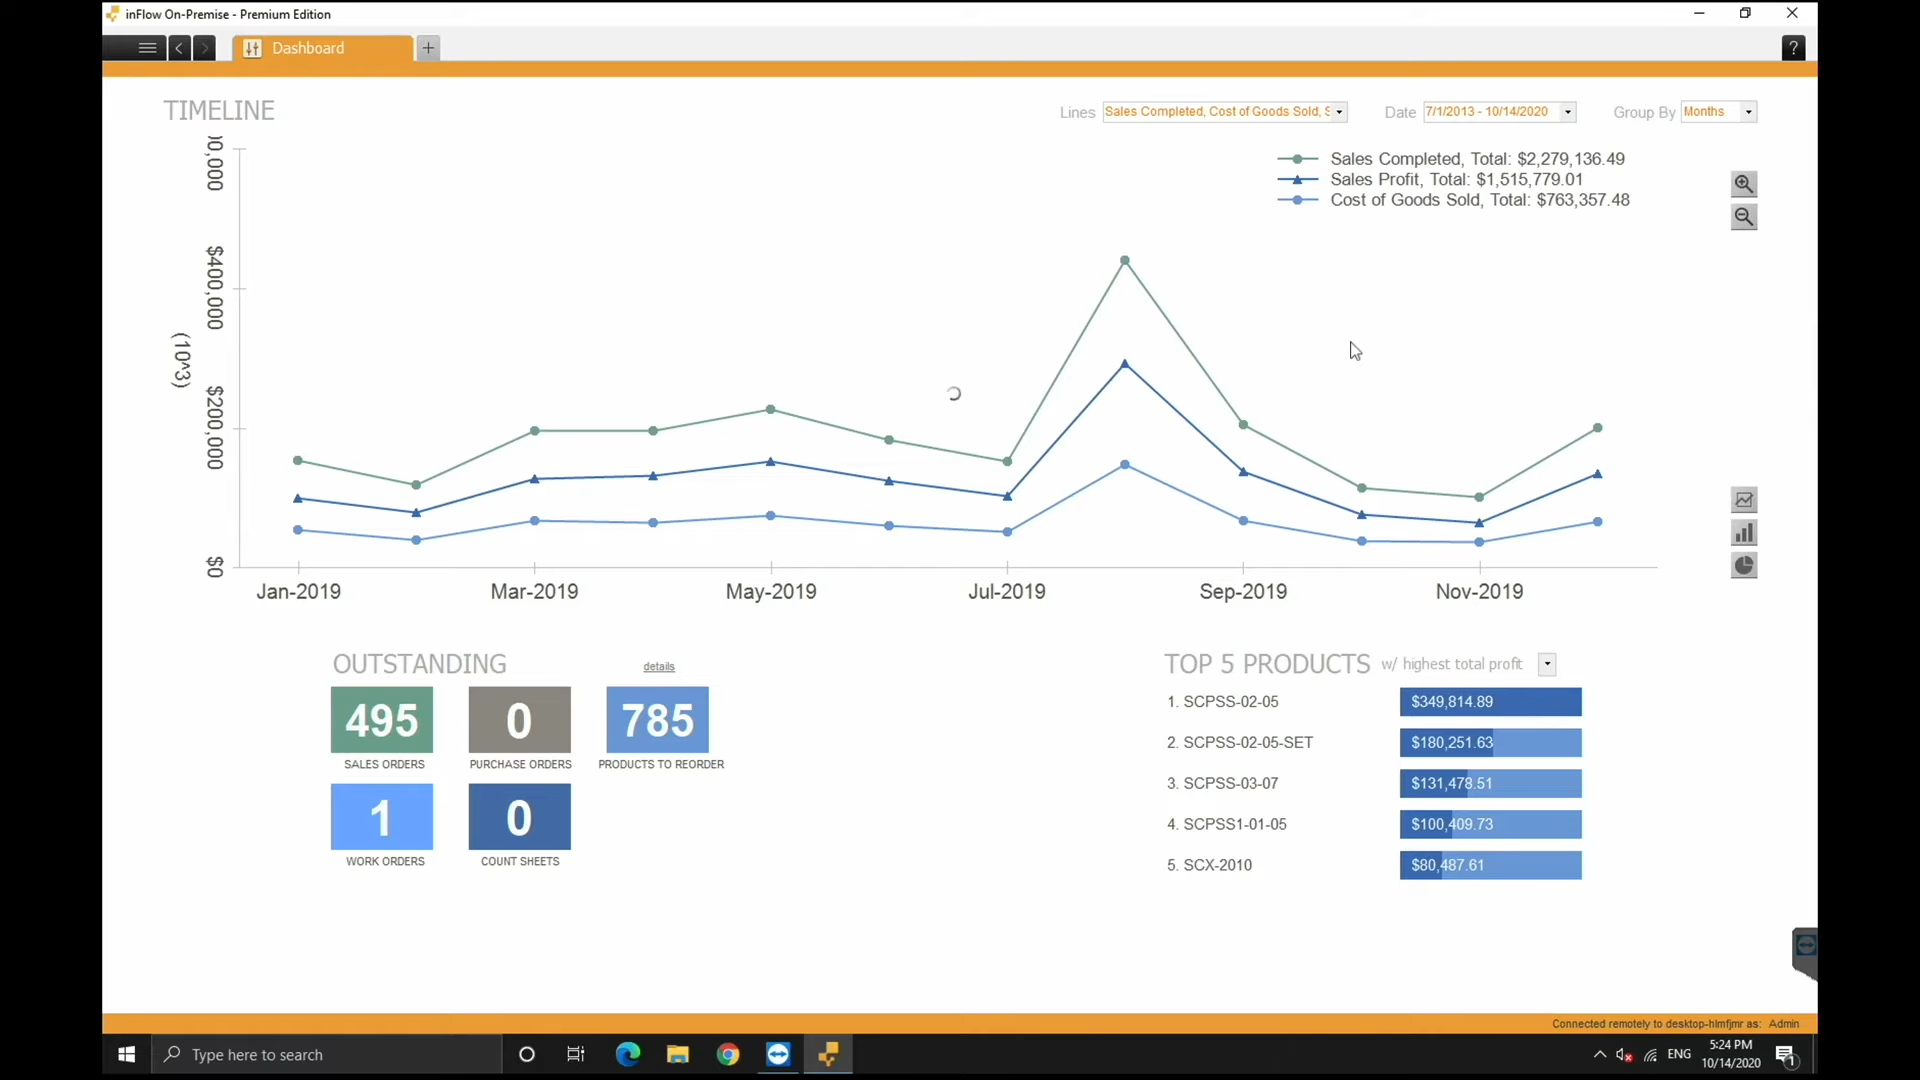 inFlow On-Premise - Premium Edition
Dashboard
+
?
TIMELINE
Lines
Sales Completed, Cost of Goods Sold, S
Date
7/1/2013 - 10/14/2020
Group By
Months
Sales Completed, Total: $2,279,136.49
Sales Profit, Total: $1,515,779.01
Cost of Goods Sold, Total: $763,357.48
$400,000
$200,000
$0
(10^3)
Jan-2019
Mar-2019
May-2019
Jul-2019
Sep-2019
Nov-2019
OUTSTANDING
details
495
SALES ORDERS
0
PURCHASE ORDERS
785
PRODUCTS TO REORDER
1
WORK ORDERS
0
COUNT SHEETS
TOP 5 PRODUCTS w/ highest total profit
1. SCPSS-02-05
$349,814.89
2. SCPSS-02-05-SET
$180,251.63
3. SCPSS-03-07
$131,478.51
4. SCPSS1-01-05
$100,409.73
5. SCX-2010
$80,487.61
Connected remotely to desktop-hlmfjmr as: Admin
Type here to search
ENG
5:24 PM
10/14/2020
1